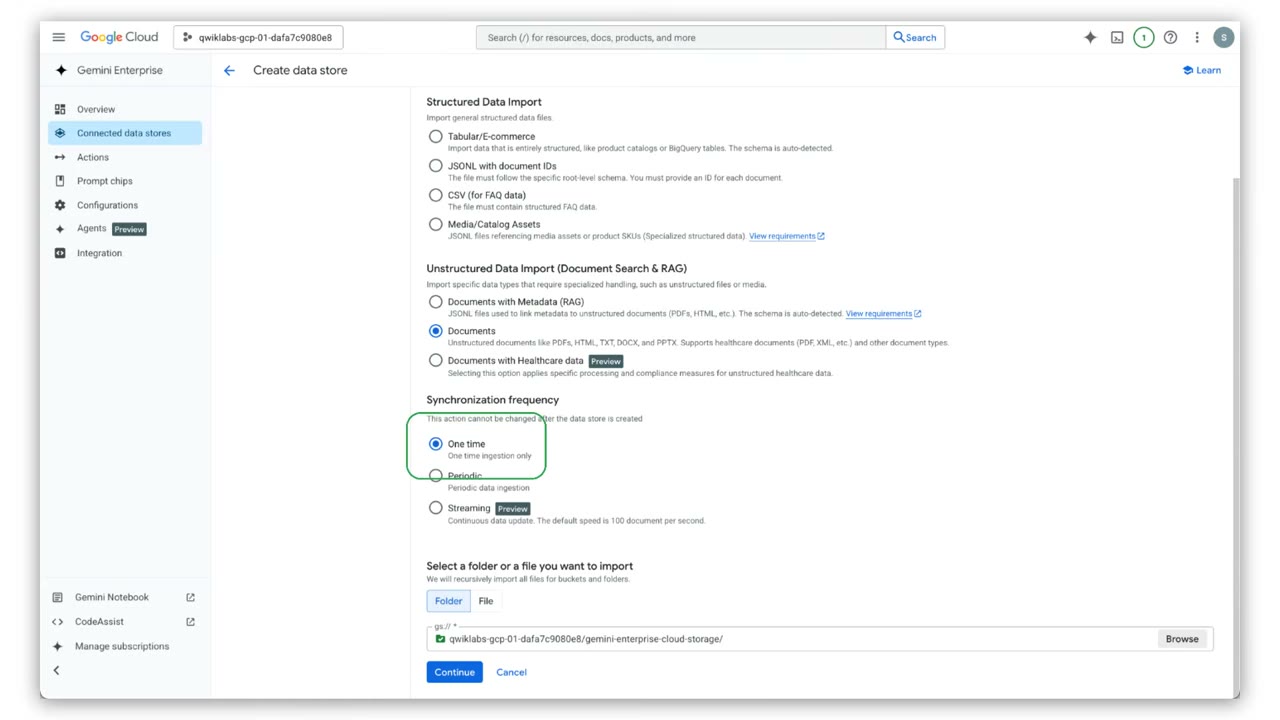 Google Cloud
qwiklabs-gcp-01-dafa7c9080e8
Search (/) for resources, docs, products, and more
Search
1
S
Gemini Enterprise
Create data store
Learn
Overview
Connected data stores
Actions
Prompt chips
Configurations
Agents Preview
Integration
Gemini Notebook
CodeAssist
Manage subscriptions
Structured Data Import
Import general structured data files.
Tabular/E-commerce
Import data that is entirely structured, like product catalogs or BigQuery tables. The schema is auto-detected.
JSONL with document IDs
The file must follow the specific root-level schema. You must provide an ID for each document.
CSV (for FAQ data)
The file must contain structured FAQ data.
Media/Catalog Assets
JSONL files referencing media assets or product SKUs (Specialized structured data). View requirements
Unstructured Data Import (Document Search & RAG)
Import specific data types that require specialized handling, such as unstructured files or media.
Documents with Metadata (RAG)
JSONL files used to link metadata to unstructured documents (PDFs, HTML, etc.). The schema is auto-detected. View requirements
Documents
Unstructured documents like PDFs, HTML, TXT, DOCX, and PPTX. Supports healthcare documents (PDF, XML, etc.) and other document types.
Documents with Healthcare data Preview
Selecting this option applies specific processing and compliance measures for unstructured healthcare data.
Synchronization frequency
This action cannot be changed after the data store is created
One time
One time ingestion only
Periodic
Periodic data ingestion
Streaming Preview
Continuous data update. The default speed is 100 document per second.
Select a folder or a file you want to import
We will recursively import all files for buckets and folders.
Folder File
gs:// *
qwiklabs-gcp-01-dafa7c9080e8/gemini-enterprise-cloud-storage/
Browse
Continue Cancel